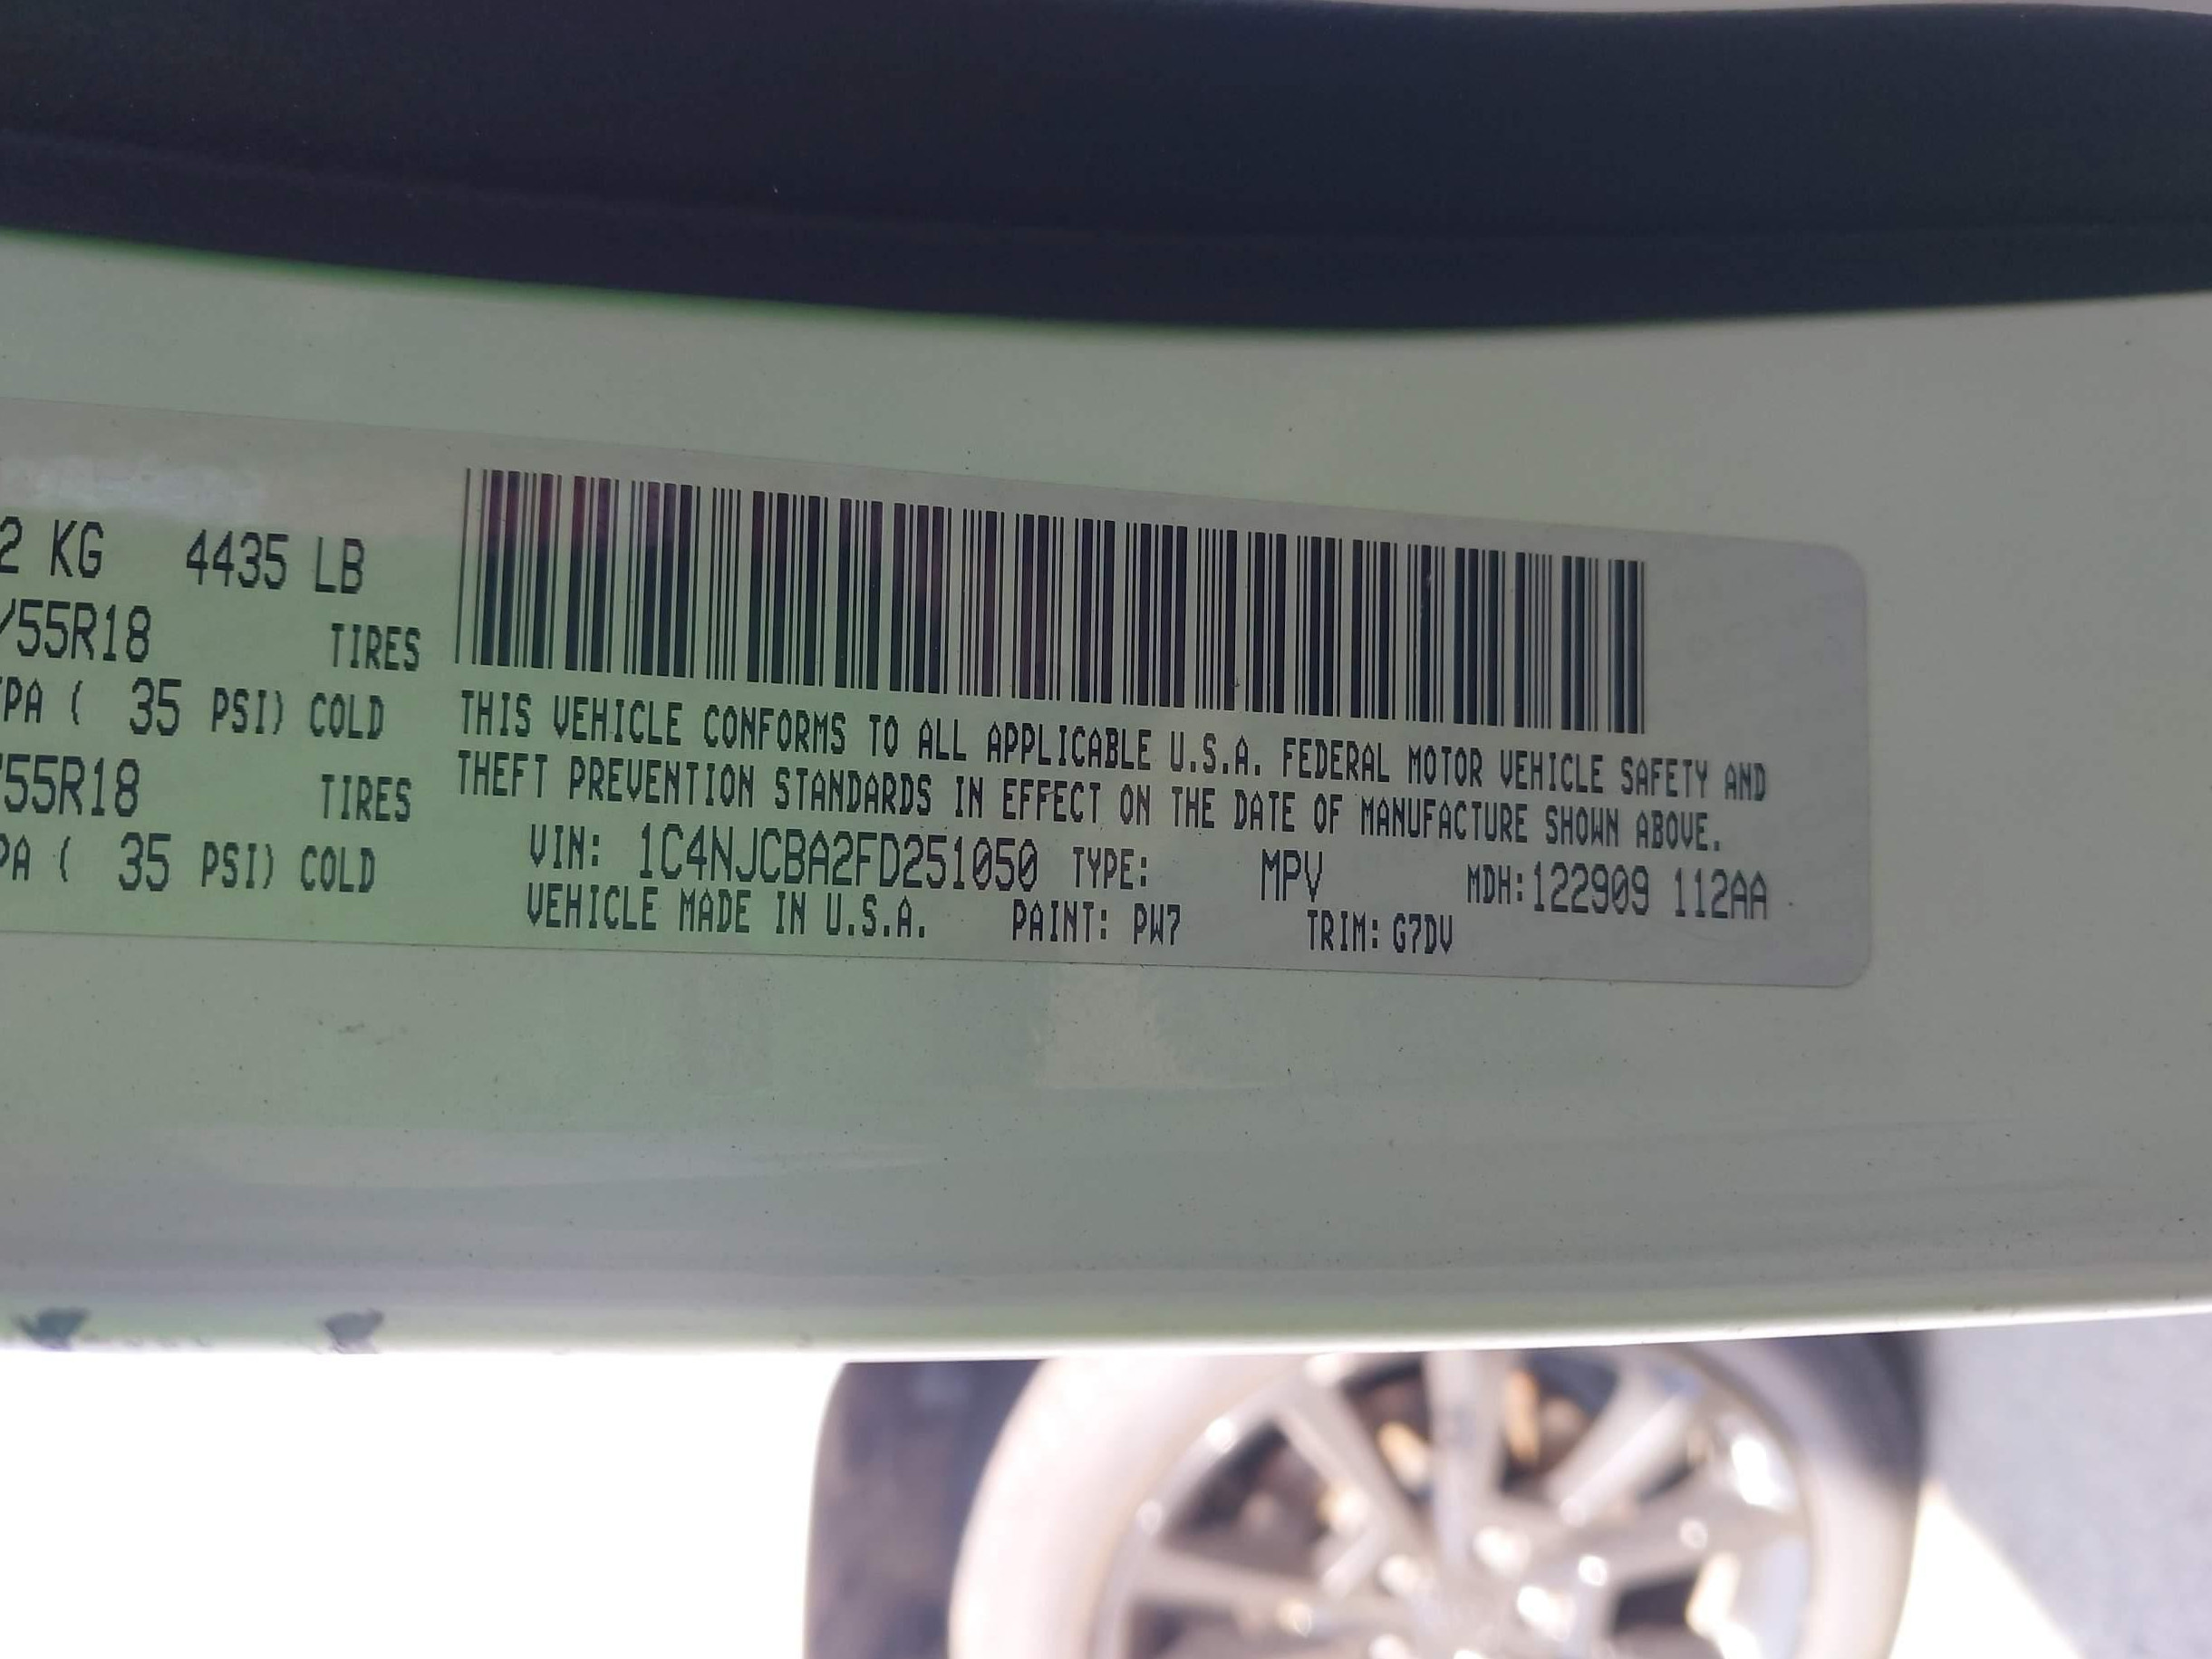 2 KG 4435 LB
/55R18 TIRES
PA ( 35 PSI) COLD
55R18 TIRES
PA ( 35 PSI) COLD
THIS VEHICLE CONFORMS TO ALL APPLICABLE U.S.A. FEDERAL MOTOR VEHICLE SAFETY AND
THEFT PREVENTION STANDARDS IN EFFECT ON THE DATE OF MANUFACTURE SHOWN ABOVE.
VIN: 1C4NJCBA2FD251050 TYPE: MPV MDH:122909 112AA
VEHICLE MADE IN U.S.A. PAINT: PW7 TRIM: G7DV